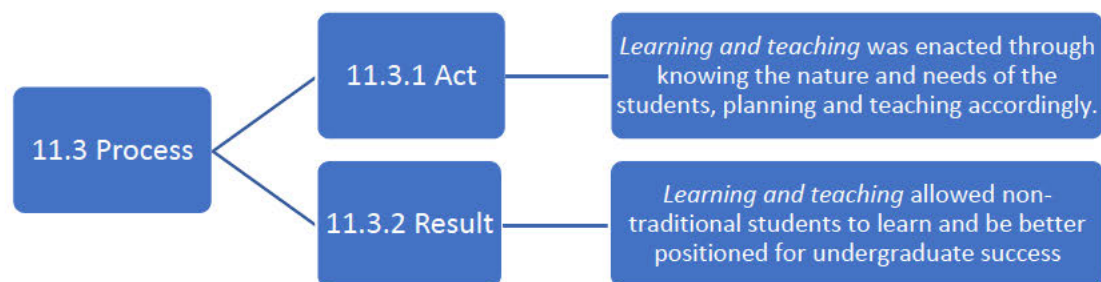 11.3 Process
11.3.1 Act
Learning and teaching was enacted through
knowing the nature and needs of the
students, planning and teaching accordingly.
11.3.2 Result
Learning and teaching allowed non-
traditional students to learn and be better
positioned for undergraduate success